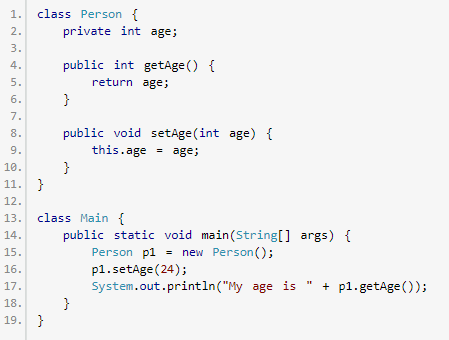 1. class Person {
2.     private int age;
3.
4.     public int getAge() {
5.         return age;
6.     }
7.
8.     public void setAge(int age) {
9.         this.age = age;
10.     }
11. }
12.
13. class Main {
14.     public static void main(String[] args) {
15.         Person p1 = new Person();
16.         p1.setAge(24);
17.         System.out.println("My age is " + p1.getAge());
18.     }
19. }